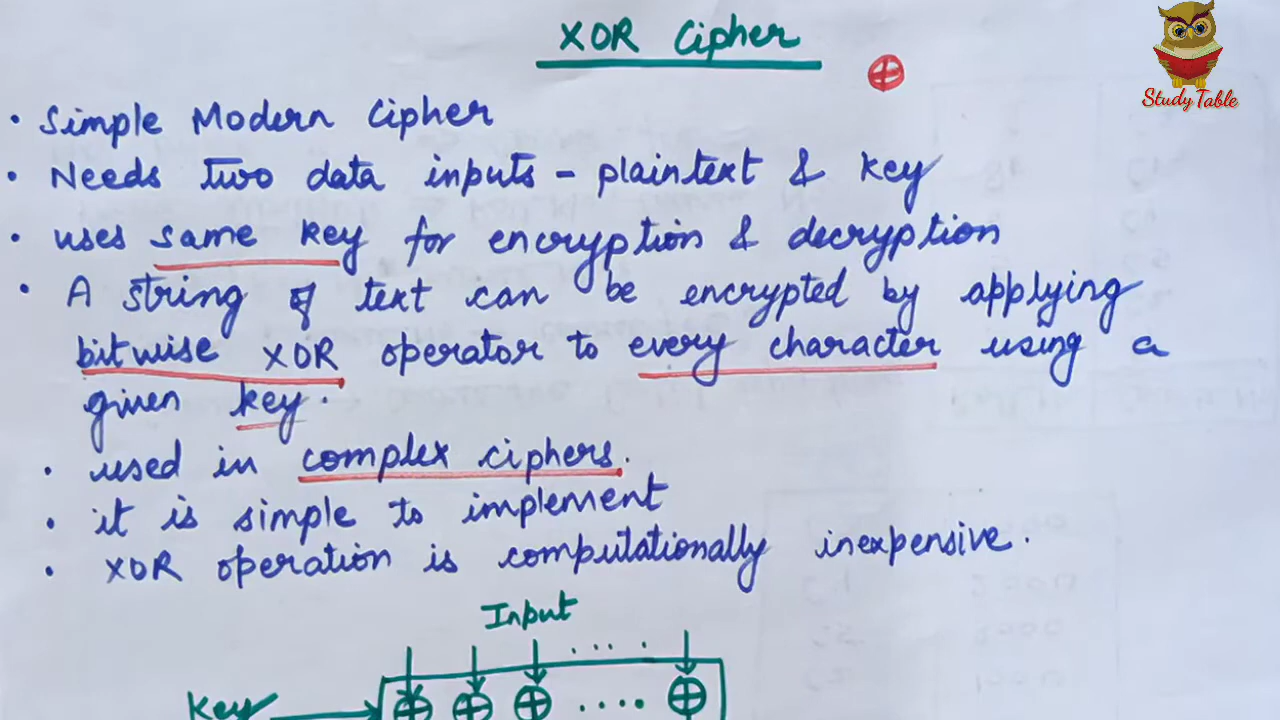 XOR Cipher
Study Table
• Simple Modern Cipher
• Needs two data inputs - plaintext & key
• uses same key for encryption & decryption
• A string of text can be encrypted by applying
bitwise XOR operator to every character using a
given key.
• used in complex ciphers.
• it is simple to implement
• XOR operation is computationally inexpensive.
Input
Key